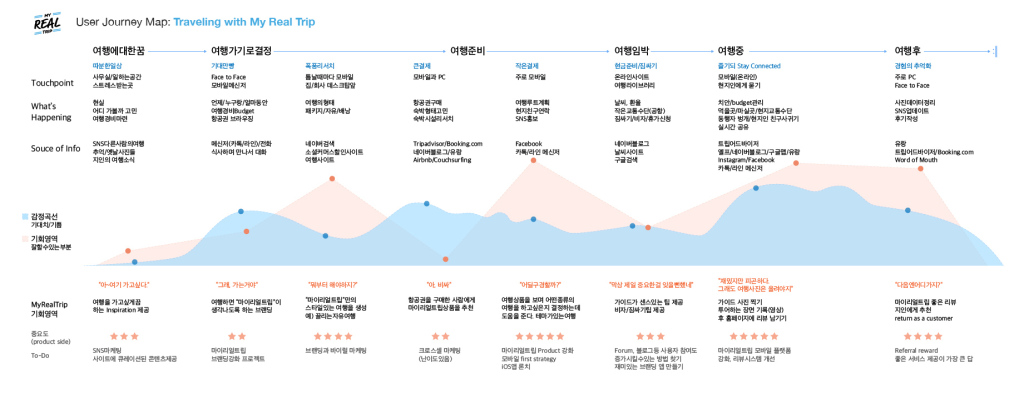 MY
REAL
TRIP
User Journey Map: Traveling with My Real Trip
여행에대한꿈
여행가기로결정
여행준비
여행임박
여행중
여행후
따분한일상
기대만빵
폭풍리서치
큰결제
작은결제
현금준비/짐싸기
즐기되 Stay Connected
경험의 추억화
Touchpoint
사무실/일하는공간
스트레스받는곳
Face to Face
모바일메신저
틈날때마다 모바일
집/회사 데스크탑앞
모바일과 PC
주로 모바일
온라인사이트
여행라이브러리
모바일(온라인)
현지인에게 묻기
주로 PC
Face to Face
What's
Happening
현실
어디 가볼까 고민
여행경비마련
언제/누구랑/얼마동안
여행경비Budget
항공권 브라우징
여행의형태
패키지/자유/배낭
항공권구매
숙박형태고민
숙박시설리서치
여행루트계획
현지친구연락
SNS홍보
날씨, 환율
작은교통수단(공항)
짐싸기/비자/휴가신청
치안/budget관리
먹을곳/마실곳/현지교통수단
동행자 빙개/현지인 친구사귀기
실시간 공유
사진데이터정리
SNS업데이트
후기작성
Souce of Info
SNS다른사람의여행
추억/옛날사진들
지인의 여행소식
메신저(카톡/라인)/전화
식사하며 만나서 대화
네이버검색
소셜커머스할인사이트
여행사이트
Tripadvisor/Booking.com
네이버블로그/유랑
Airbnb/Couchsurfing
Facebook
카톡/라인 메신저
네이버블로그
날씨사이트
구글검색
트립어드바이저
옐프/네이버블로그/구글맵/유랑
Instagram/Facebook
카톡/라인 메신저
유랑
트립어드바이저/Booking.com
Word of Mouth
감정곡선
기대치/기쁨
기회영역
잘할수있는부분
"아~여기 가고싶다."
"그래, 가는거야"
"뭐부터 해야하지?"
"아, 비싸"
"어딜구경할까?"
"막상 제일 중요한걸 잊을뻔했네"
"재밌지만 피곤하다.
그래도 여행사진은 올려야지"
"다음엔어디가지?"
MyRealTrip
기회영역
여행을 가고싶게끔
하는 Inspiration 제공
여행하면 "마이리얼트립"이
생각나도록 하는 브랜딩
"마이리얼트립"만의
스타일있는 여행을 생성
예) 끌리는자유여행
항공권을 구매한 사람에게
마이리얼트립상품을 추천
여행상품을 보며 어떤종류의
여행을 하고싶은지 결정하는데
도움을 준다. 테마가있는여행
가이드가 센스있는 팁 제공
비자/짐싸기팁 제공
가이드 사진 찍기
투어하는 장면 기록(영상)
후 홈페이지에 리뷰 남기기
마이리얼트립 좋은 리뷰
지인에게 추천
return as a customer
중요도
(product side)
To-Do
SNS마케팅
사이트에 큐레이션된 콘텐츠제공
마이리얼트립
브랜딩강화 프로젝트
브랜딩과 바이럴 마케팅
크로스셀 마케팅
(난이도있음)
마이리얼트립 Product 강화
모바일 first strategy
iOS앱 론치
Forum, 블로그등 사용자 참여도
증가시킬수있는 방법 찾기
재미있는 브랜딩 앱 만들기
마이리얼트립 모바일 플랫폼
강화, 리뷰시스템 개선
Referral reward
좋은 서비스 제공이 가장 큰 답